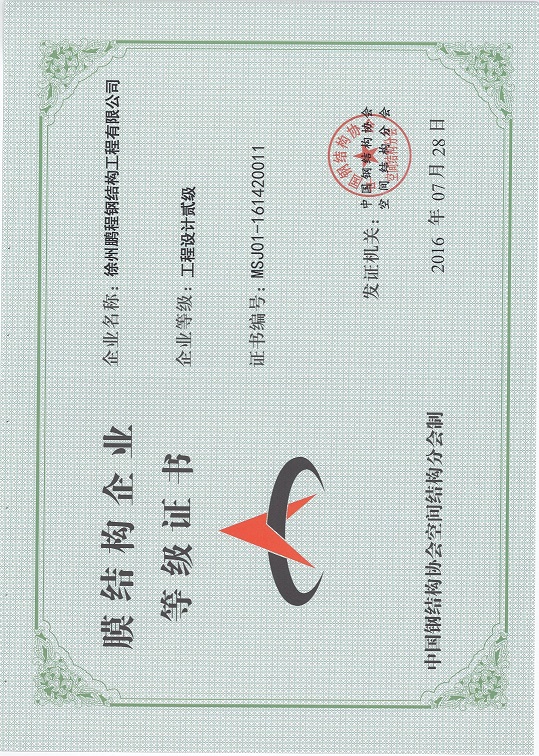 膜结构企业
等级证书
中国钢结构协会空间结构分会制
企业名称：徐州鹏程钢结构工程有限公司
企业等级：工程设计贰级
证书编号：MSJ01-161420011
发证机关：中国钢结构协会
空间结构分会
2016 年 07 月 28 日